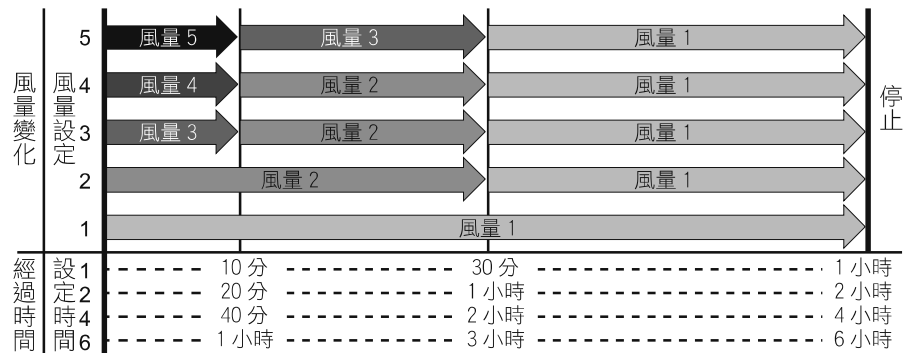 風量變化
風量設定
5 風量 5 風量 3 風量 1
4 風量 4 風量 2 風量 1
3 風量 3 風量 2 風量 1
2 風量 2 風量 1
1 風量 1
停止
經過時間
設定時間
1 10 分 30 分 1 小時
2 20 分 1 小時 2 小時
4 40 分 2 小時 4 小時
6 1 小時 3 小時 6 小時